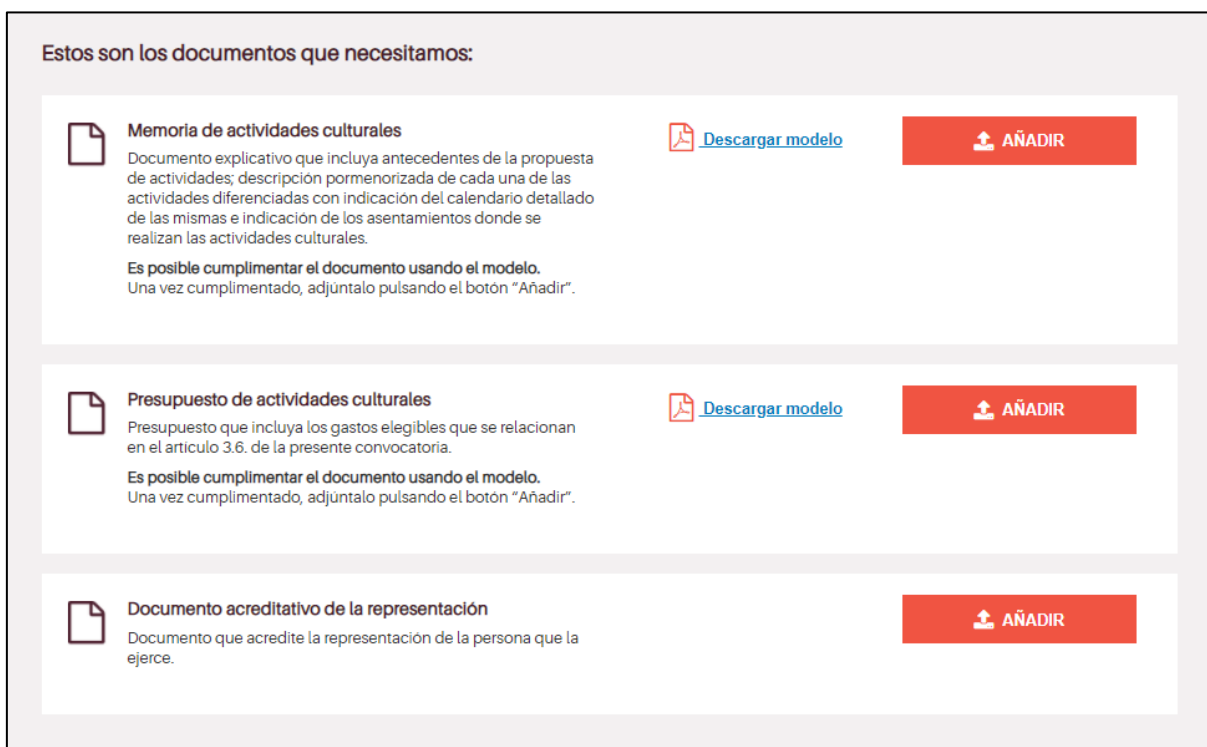 Estos son los documentos que necesitamos:
Memoria de actividades culturales
Descargar modelo
AÑADIR
Documento explicativo que incluya antecedentes de la propuesta
de actividades; descripción pormenorizada de cada una de las
actividades diferenciadas con indicación del calendario detallado
de las mismas e indicación de los asentamientos donde se
realizan las actividades culturales.
Es posible cumplimentar el documento usando el modelo.
Una vez cumplimentado, adjúntalo pulsando el botón “Añadir”.
Presupuesto de actividades culturales
Descargar modelo
AÑADIR
Presupuesto que incluya los gastos elegibles que se relacionan
en el artículo 3.6. de la presente convocatoria.
Es posible cumplimentar el documento usando el modelo.
Una vez cumplimentado, adjúntalo pulsando el botón “Añadir”.
Documento acreditativo de la representación
AÑADIR
Documento que acredite la representación de la persona que la
ejerce.